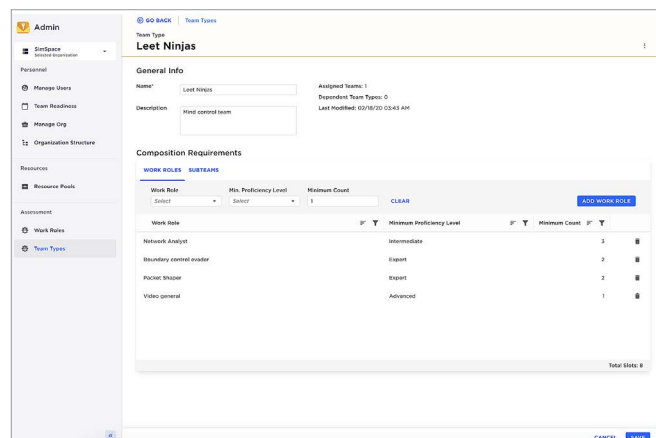 Admin
SimSpace
Selected Organization
Personnel
Manage Users
Team Readiness
Manage Org
Organization Structure
Resources
Resource Pools
Assessment
Work Roles
Team Types
«
GO BACK Team Types
Team Type
Leet Ninjas
General Info
Name* Leet Ninjas
Description Mind control team
Assigned Teams: 1
Dependent Team Types: 0
Last Modified: 02/18/20 03:43 AM
Composition Requirements
WORK ROLES SUBTEAMS
Work Role Min. Proficiency Level Minimum Count
Select Select 1 CLEAR ADD WORK ROLE
Work Role Minimum Proficiency Level Minimum Count
Network Analyst Intermediate 3
Boundary control evader Expert 2
Packet Shaper Expert 2
Video general Advanced 1
Total Slots: 8
CANCEL SAVE